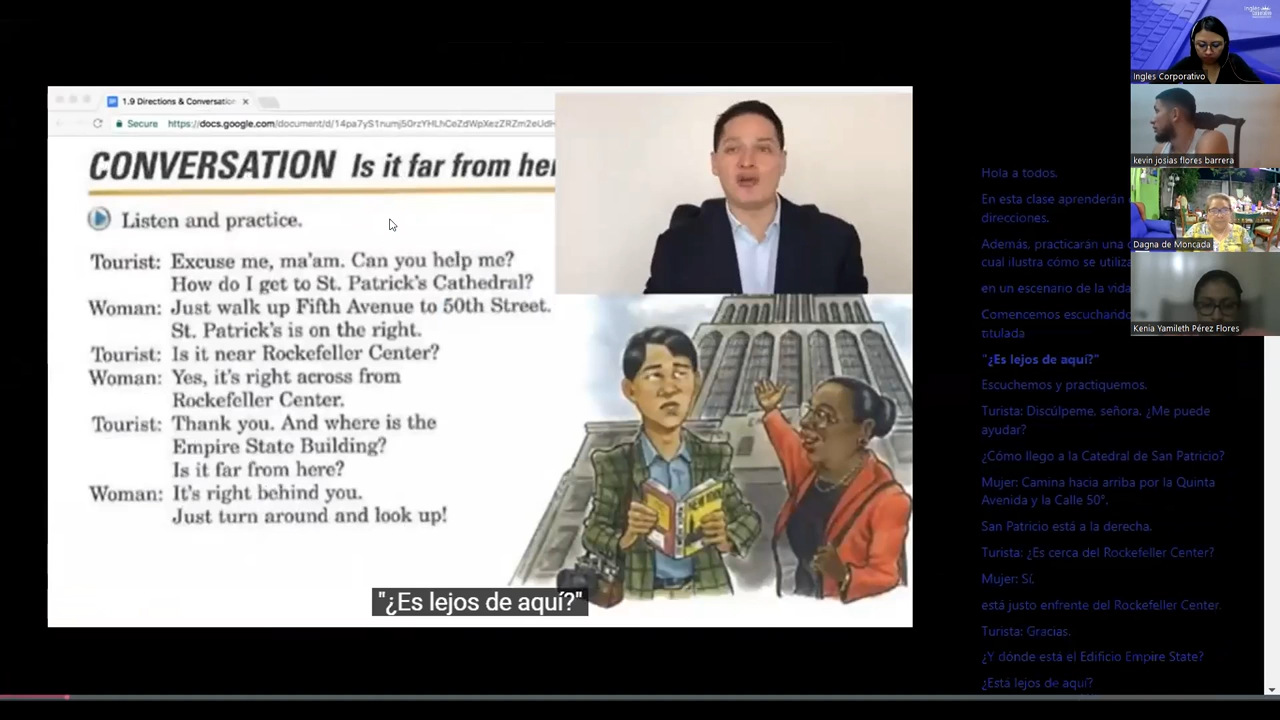 1.9 Directions & Conversation
Secure
https://docs.google.com/document/d/
CONVERSATION Is it far from her
Listen and practice.
Tourist: Excuse me, ma'am. Can you help me?
How do I get to St. Patrick's Cathedral?
Woman: Just walk up Fifth Avenue to 50th Street.
St. Patrick's is on the right.
Tourist: Is it near Rockefeller Center?
Woman: Yes, it's right across from
Rockefeller Center.
Tourist: Thank you. And where is the
Empire State Building?
Is it far from here?
Woman: It's right behind you.
Just turn around and look up!
NEW YORK
"¿Es lejos de aquí?"
Hola a todos.
En esta clase aprenderán
direcciones.
Además, practicarán una
cual ilustra cómo se utiliza
en un escenario de la vida
Comencemos escuchando
titulada
"¿Es lejos de aquí?"
Escuchemos y practiquemos.
Turista: Discúlpeme, señora. ¿Me puede
ayudar?
¿Cómo llego a la Catedral de San Patricio?
Mujer: Camina hacia arriba por la Quinta
Avenida y la Calle 50°.
San Patricio está a la derecha.
Turista: ¿Es cerca del Rockefeller Center?
Mujer: Sí.
está justo enfrente del Rockefeller Center.
Turista: Gracias.
¿Y dónde está el Edificio Empire State?
¿Está lejos de aquí?
Ingles Corporativo
kevin josias flores barrera
Dagna de Moncada
Kenia Yamileth Pérez Flores